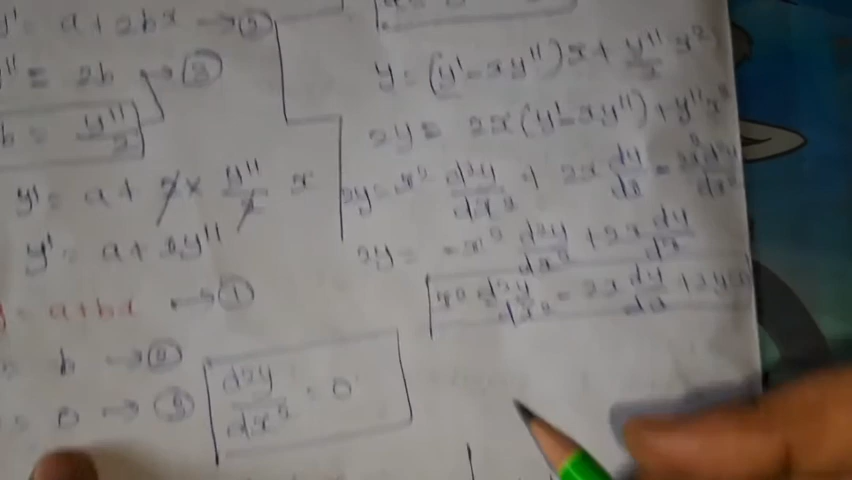 y' = a + 2bx → ②
y'' = 2b → ③
b = y''/2
y' = a + 2 × y''/2 x
y' = a + xy''
y = (y' - xy'')x + y''/2 x²
2y = 2x(y' - xy'') + y''x²
2y = x² d²y/dx² + 2x dy/dx - 2x² d²y/dx²
2y = -x² d²y/dx² + 2x dy/dx
x² d²y/dx² - 2x dy/dx + 2y = 0
y = a + bx → ①
= b → ②
= 0 → ③
d²y/dx² = 0